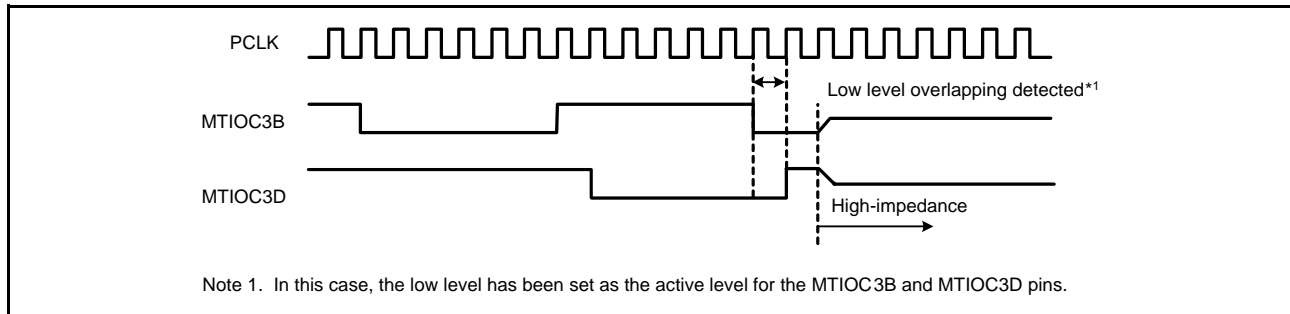 PCLK
Low level overlapping detected*1
MTIOC3B
MTIOC3D
High-impedance
Note 1. In this case, the low level has been set as the active level for the MTIOC3B and MTIOC3D pins.